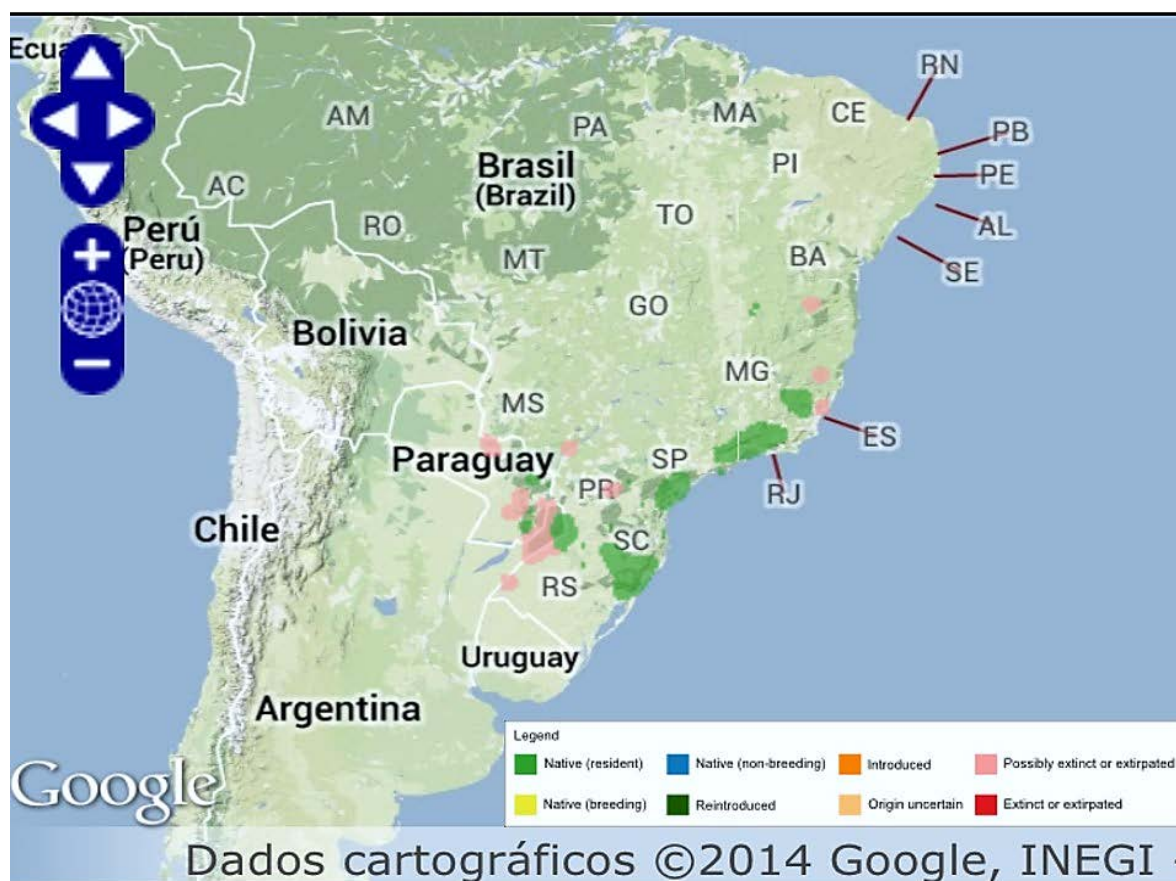 Ecuador
RN
AM
MA
CE
PA
PB
Brasil
(Brazil)
PI
PE
AC
TO
AL
Perú
(Peru)
RO
MT
BA
SE
GO
Bolivia
MG
MS
ES
Paraguay
SP
PR
RJ
Chile
SC
RS
Uruguay
Argentina
Google
Legend
Native (resident)
Native (non-breeding)
Introduced
Possibly extinct or extirpated
Native (breeding)
Reintroduced
Origin uncertain
Extinct or extirpated
Dados cartográficos ©2014 Google, INEGI -